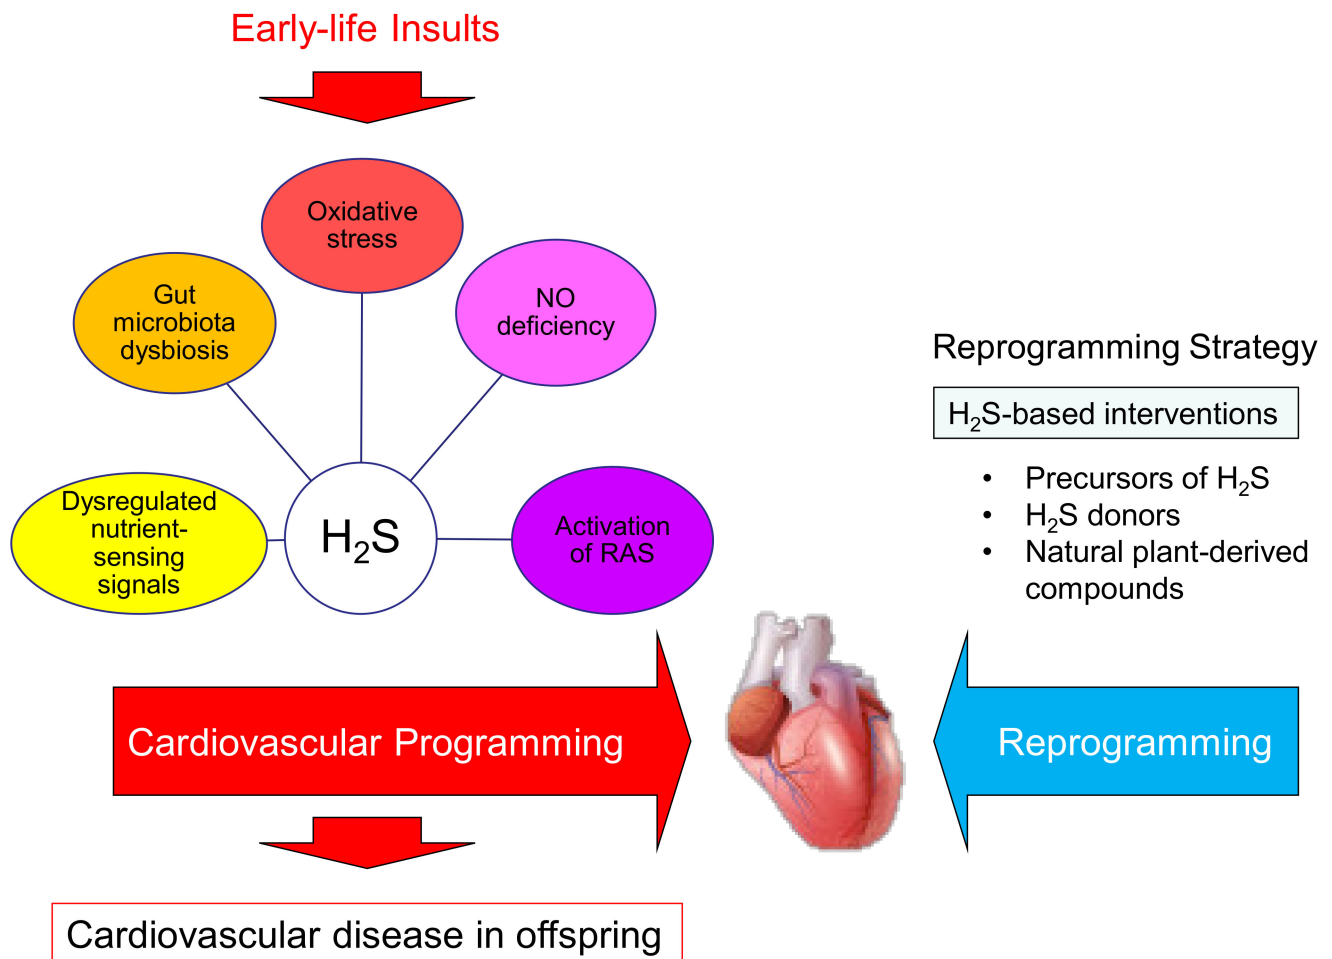 Early-life Insults
Oxidative
stress
Gut
microbiota
dysbiosis
NO
deficiency
Dysregulated
nutrient-
sensing
signals
H₂S
Activation
of RAS
Reprogramming Strategy
H₂S-based interventions
• Precursors of H₂S
• H₂S donors
• Natural plant-derived
compounds
Cardiovascular Programming
Reprogramming
Cardiovascular disease in offspring